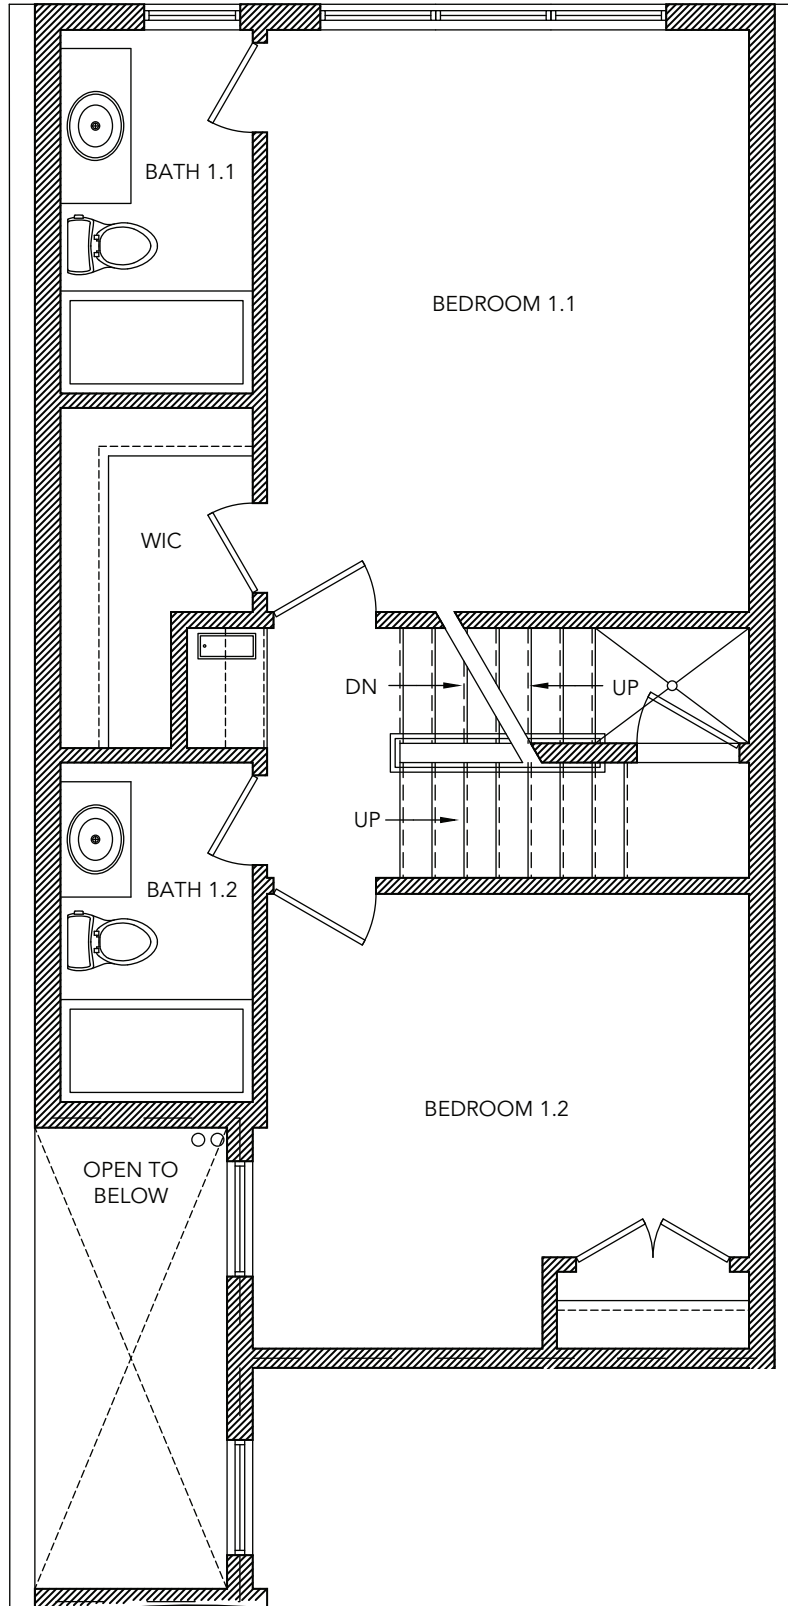 BATH 1.1
BEDROOM 1.1
WIC
DN
UP
UP
BATH 1.2
BEDROOM 1.2
OPEN TO
BELOW